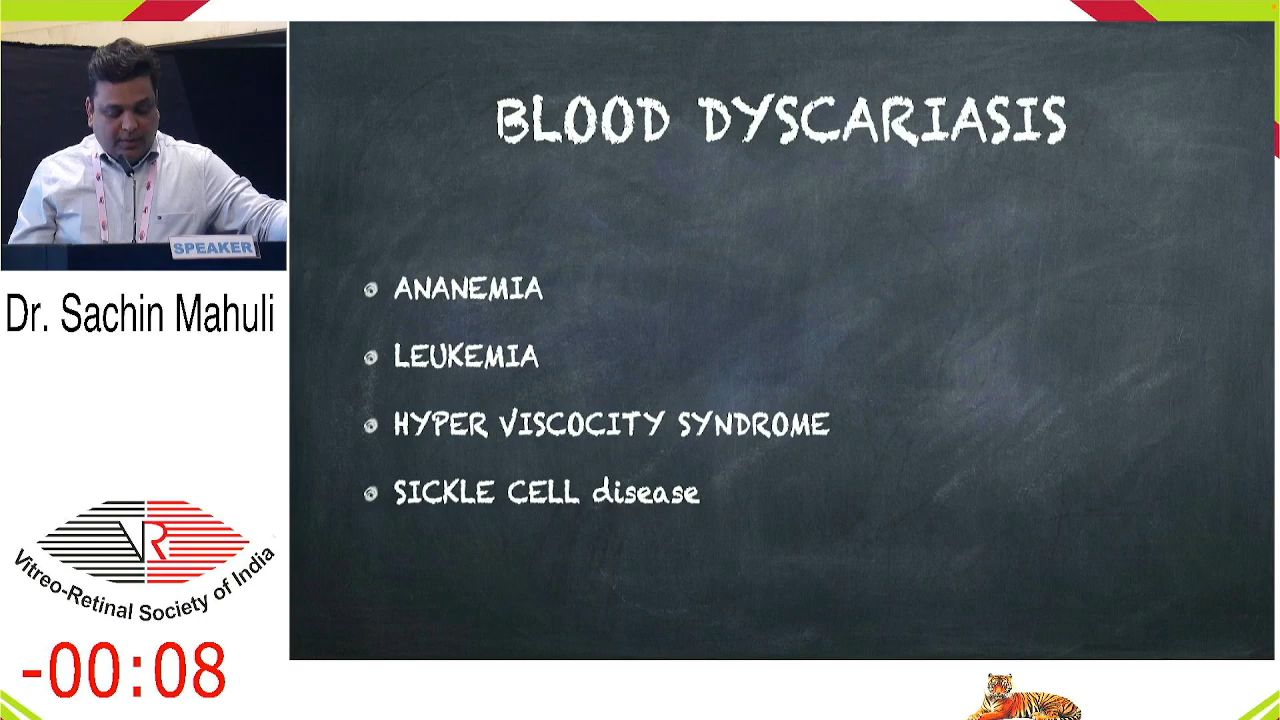 BLOOD DYSCARIASIS
SPEAKER
ANANEMIA
Dr. Sachin Mahuli
LEUKEMIA
HYPER VISCOCITY SYNDROME
SICKLE CELL disease
VR
Vitreo-Retinal Society of India
-00:08